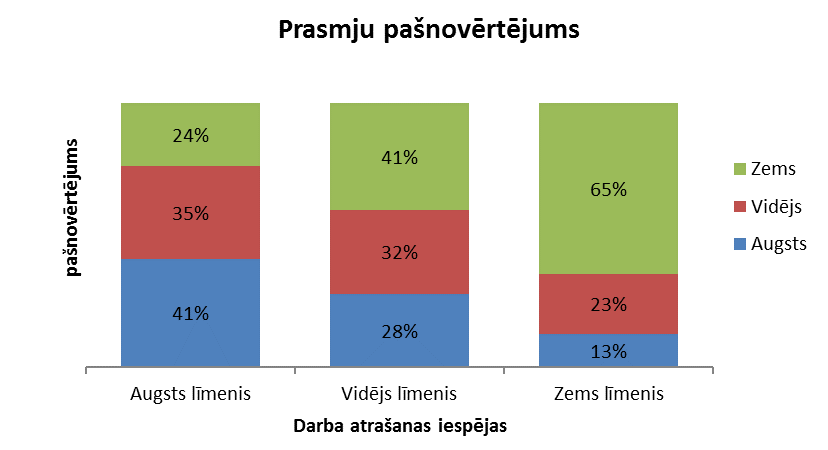 Prasmju pašnovērtējums
pašnovērtējums
24%
41%
65%
35%
32%
23%
41%
28%
13%
Zems
Vidējs
Augsts
Augsts līmenis
Vidējs līmenis
Zems līmenis
Darba atrašanas iespējas